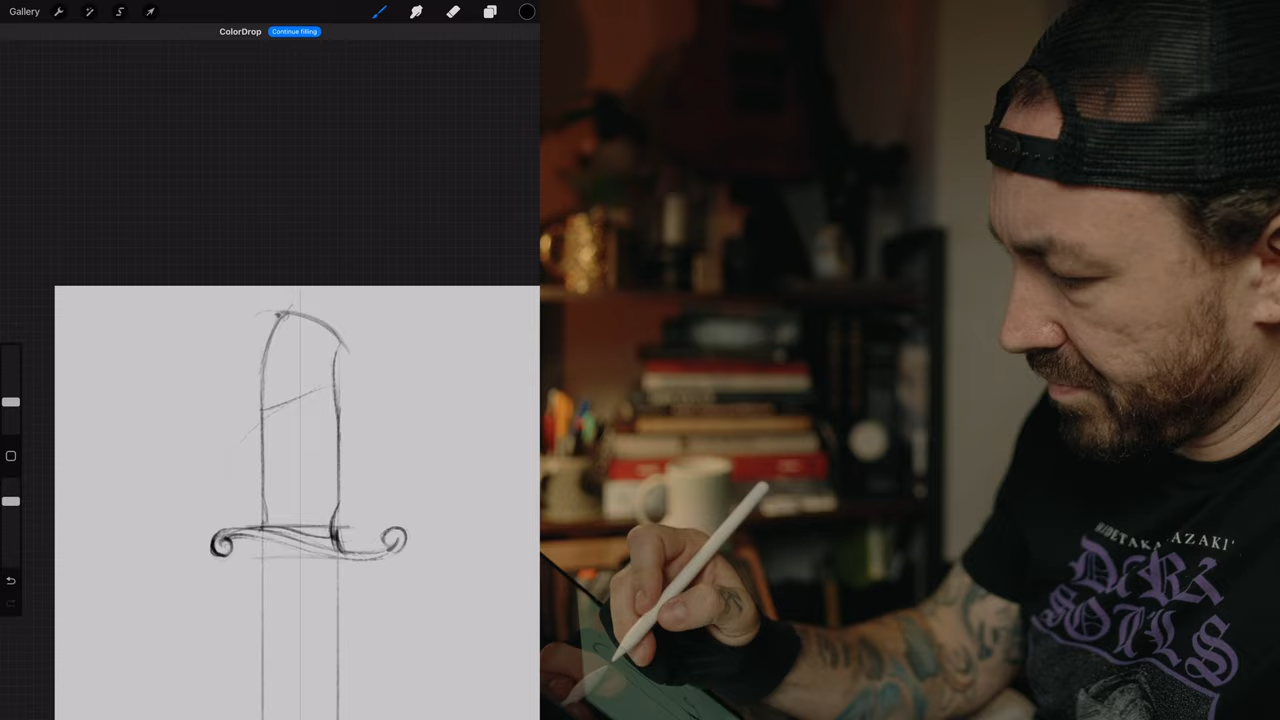 Gallery
ColorDrop Continue filling
HIDETAKA MIYAZAKI'S
DARK
SOULS